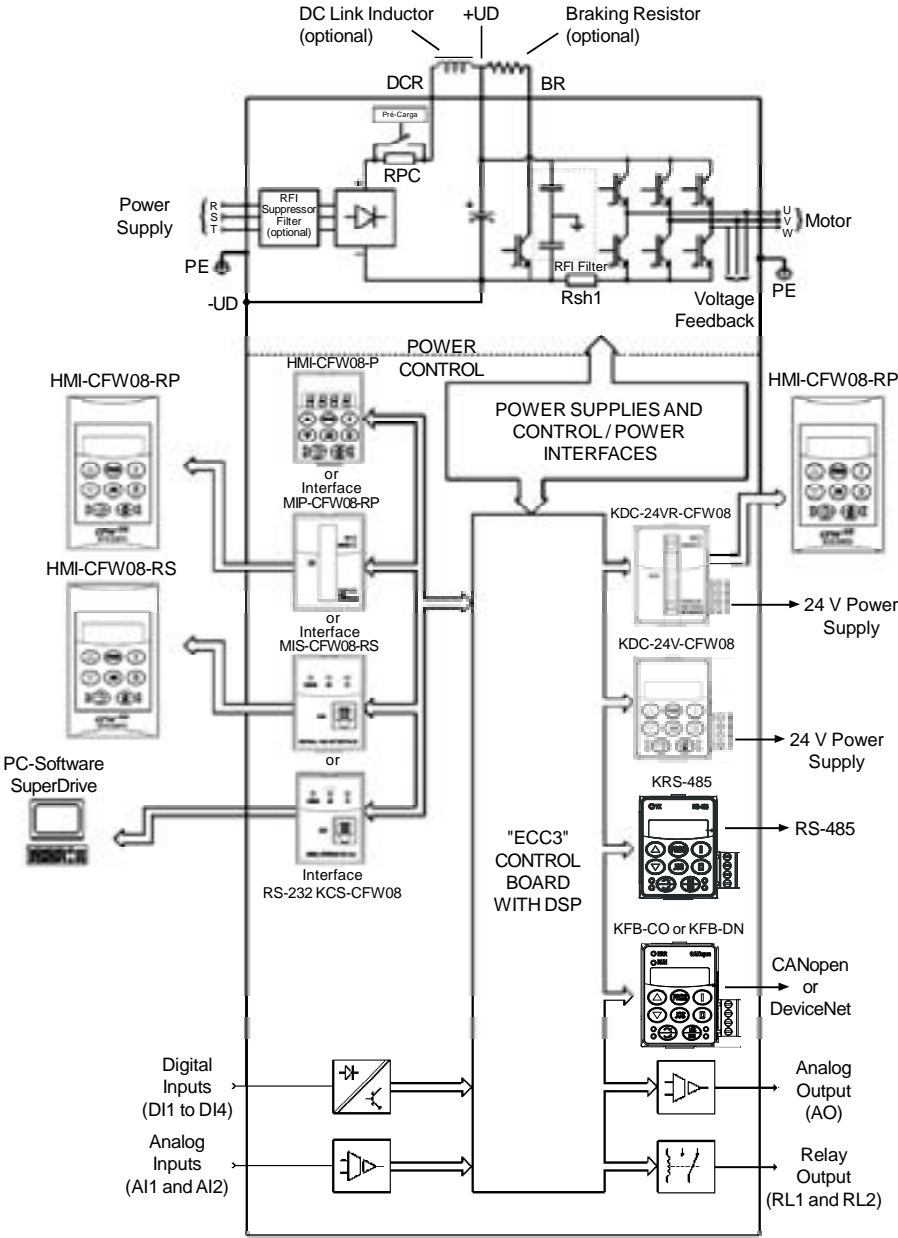 DC Link Inductor
(optional)
+UD
Braking Resistor
(optional)
DCR
BR
Pré-Carga
RPC
Power
Supply
R
S
T
RFI
Suppressor
Filter
(optional)
U
V
W
Motor
PE
RFI Filter
Rsh1
PE
-UD
Voltage
Feedback
POWER
CONTROL
HMI-CFW08-P
HMI-CFW08-RP
HMI-CFW08-RP
POWER SUPPLIES AND
CONTROL / POWER
INTERFACES
or
Interface
MIP-CFW08-RP
KDC-24VR-CFW08
HMI-CFW08-RS
or
Interface
MIS-CFW08-RS
24 V Power
Supply
KDC-24V-CFW08
or
24 V Power
Supply
PC-Software
SuperDrive
KRS-485
RS-485
"ECC3"
CONTROL
BOARD
WITH DSP
Interface
RS-232 KCS-CFW08
KFB-CO or KFB-DN
ERR
RUN
CANopen
PROG
JOG
CANopen
or
DeviceNet
Digital
Inputs
(DI1 to DI4)
Analog
Output
(AO)
Analog
Inputs
(AI1 and AI2)
Relay
Output
(RL1 and RL2)